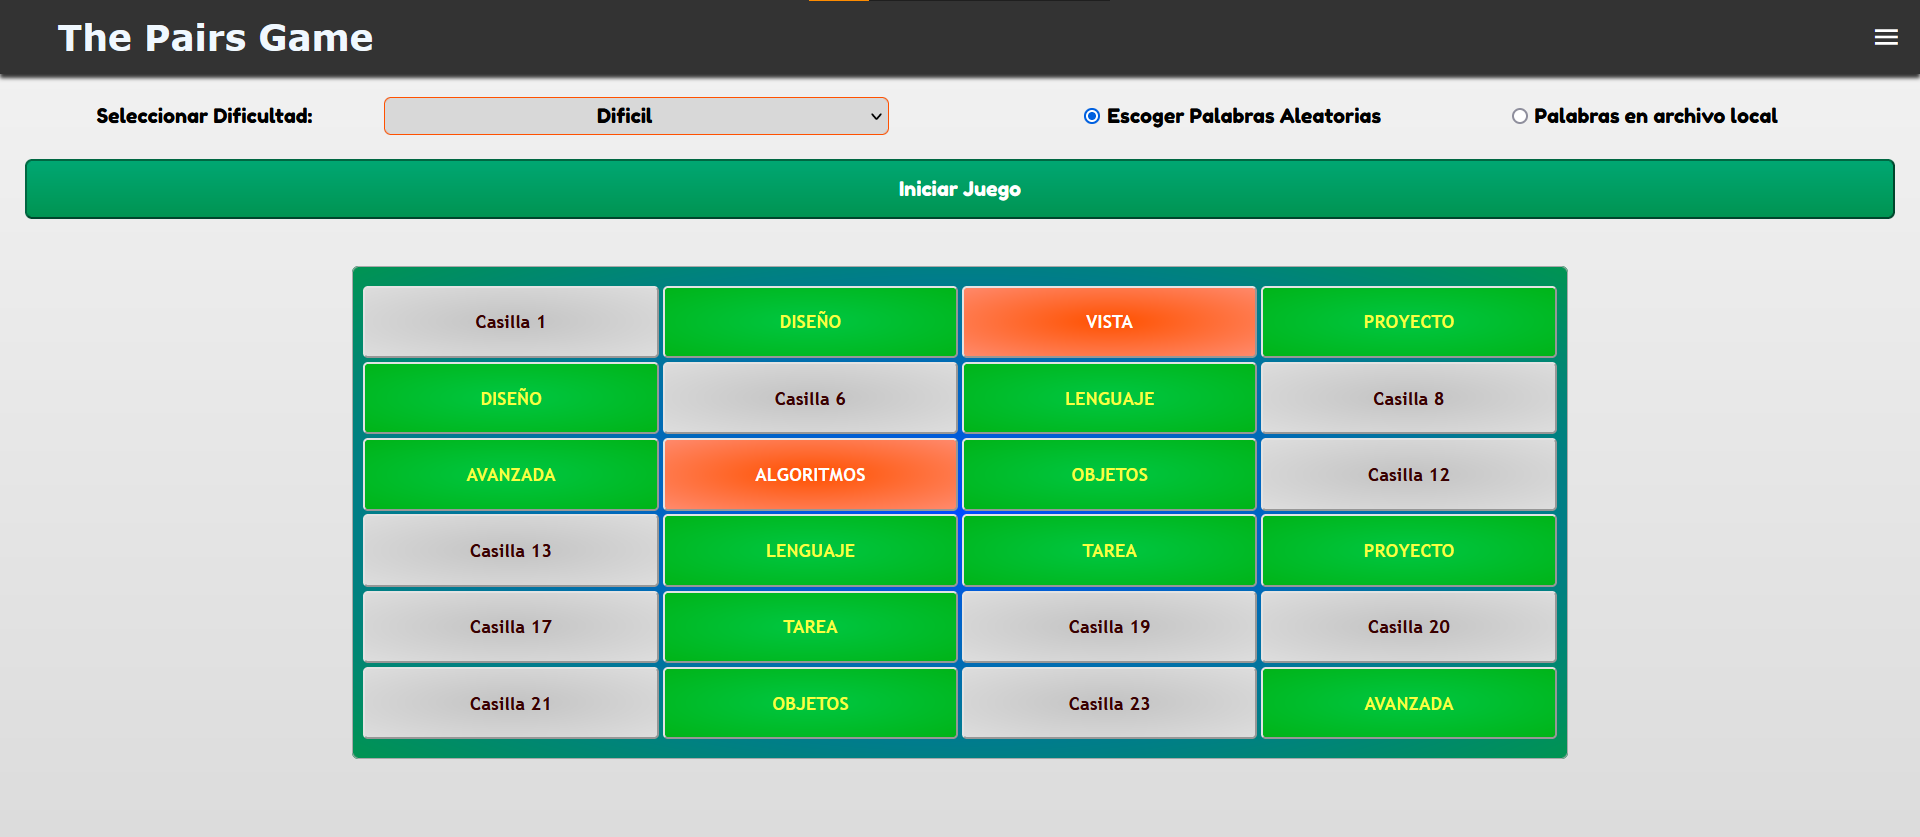 The Pairs Game
Seleccionar Dificultad: Dificil Escoger Palabras Aleatorias Palabras en archivo local
Iniciar Juego
Casilla 1 DISEÑO VISTA PROYECTO
DISEÑO Casilla 6 LENGUAJE Casilla 8
AVANZADA ALGORITMOS OBJETOS Casilla 12
Casilla 13 LENGUAJE TAREA PROYECTO
Casilla 17 TAREA Casilla 19 Casilla 20
Casilla 21 OBJETOS Casilla 23 AVANZADA